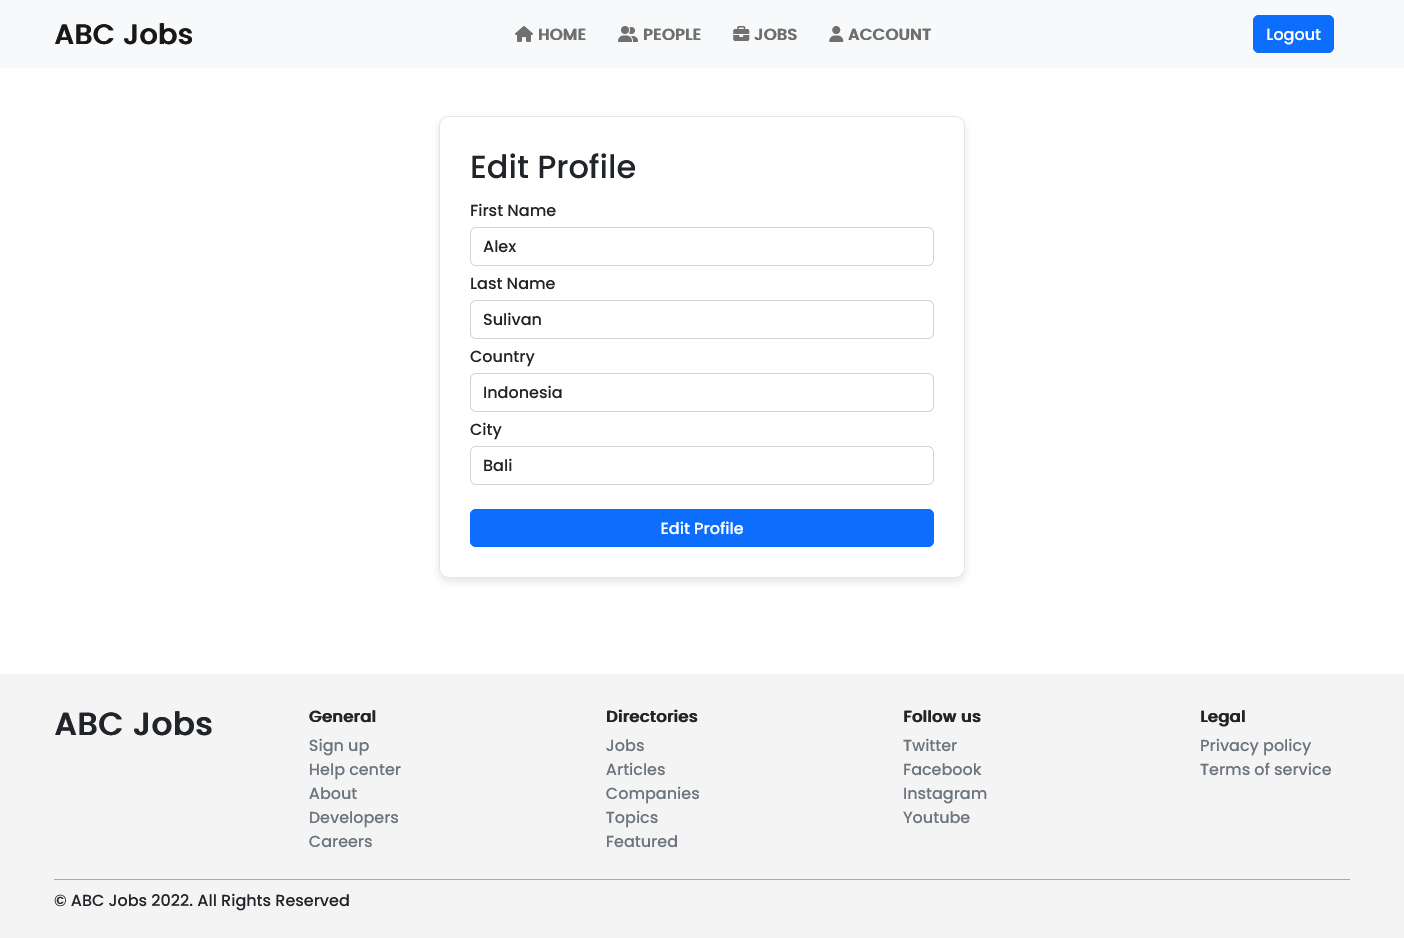 ABC Jobs
HOME
PEOPLE
JOBS
ACCOUNT
Logout
Edit Profile
First Name
Alex
Last Name
Sulivan
Country
Indonesia
City
Bali
Edit Profile
ABC Jobs
General
Sign up
Help center
About
Developers
Careers
Directories
Jobs
Articles
Companies
Topics
Featured
Follow us
Twitter
Facebook
Instagram
Youtube
Legal
Privacy policy
Terms of service
© ABC Jobs 2022. All Rights Reserved